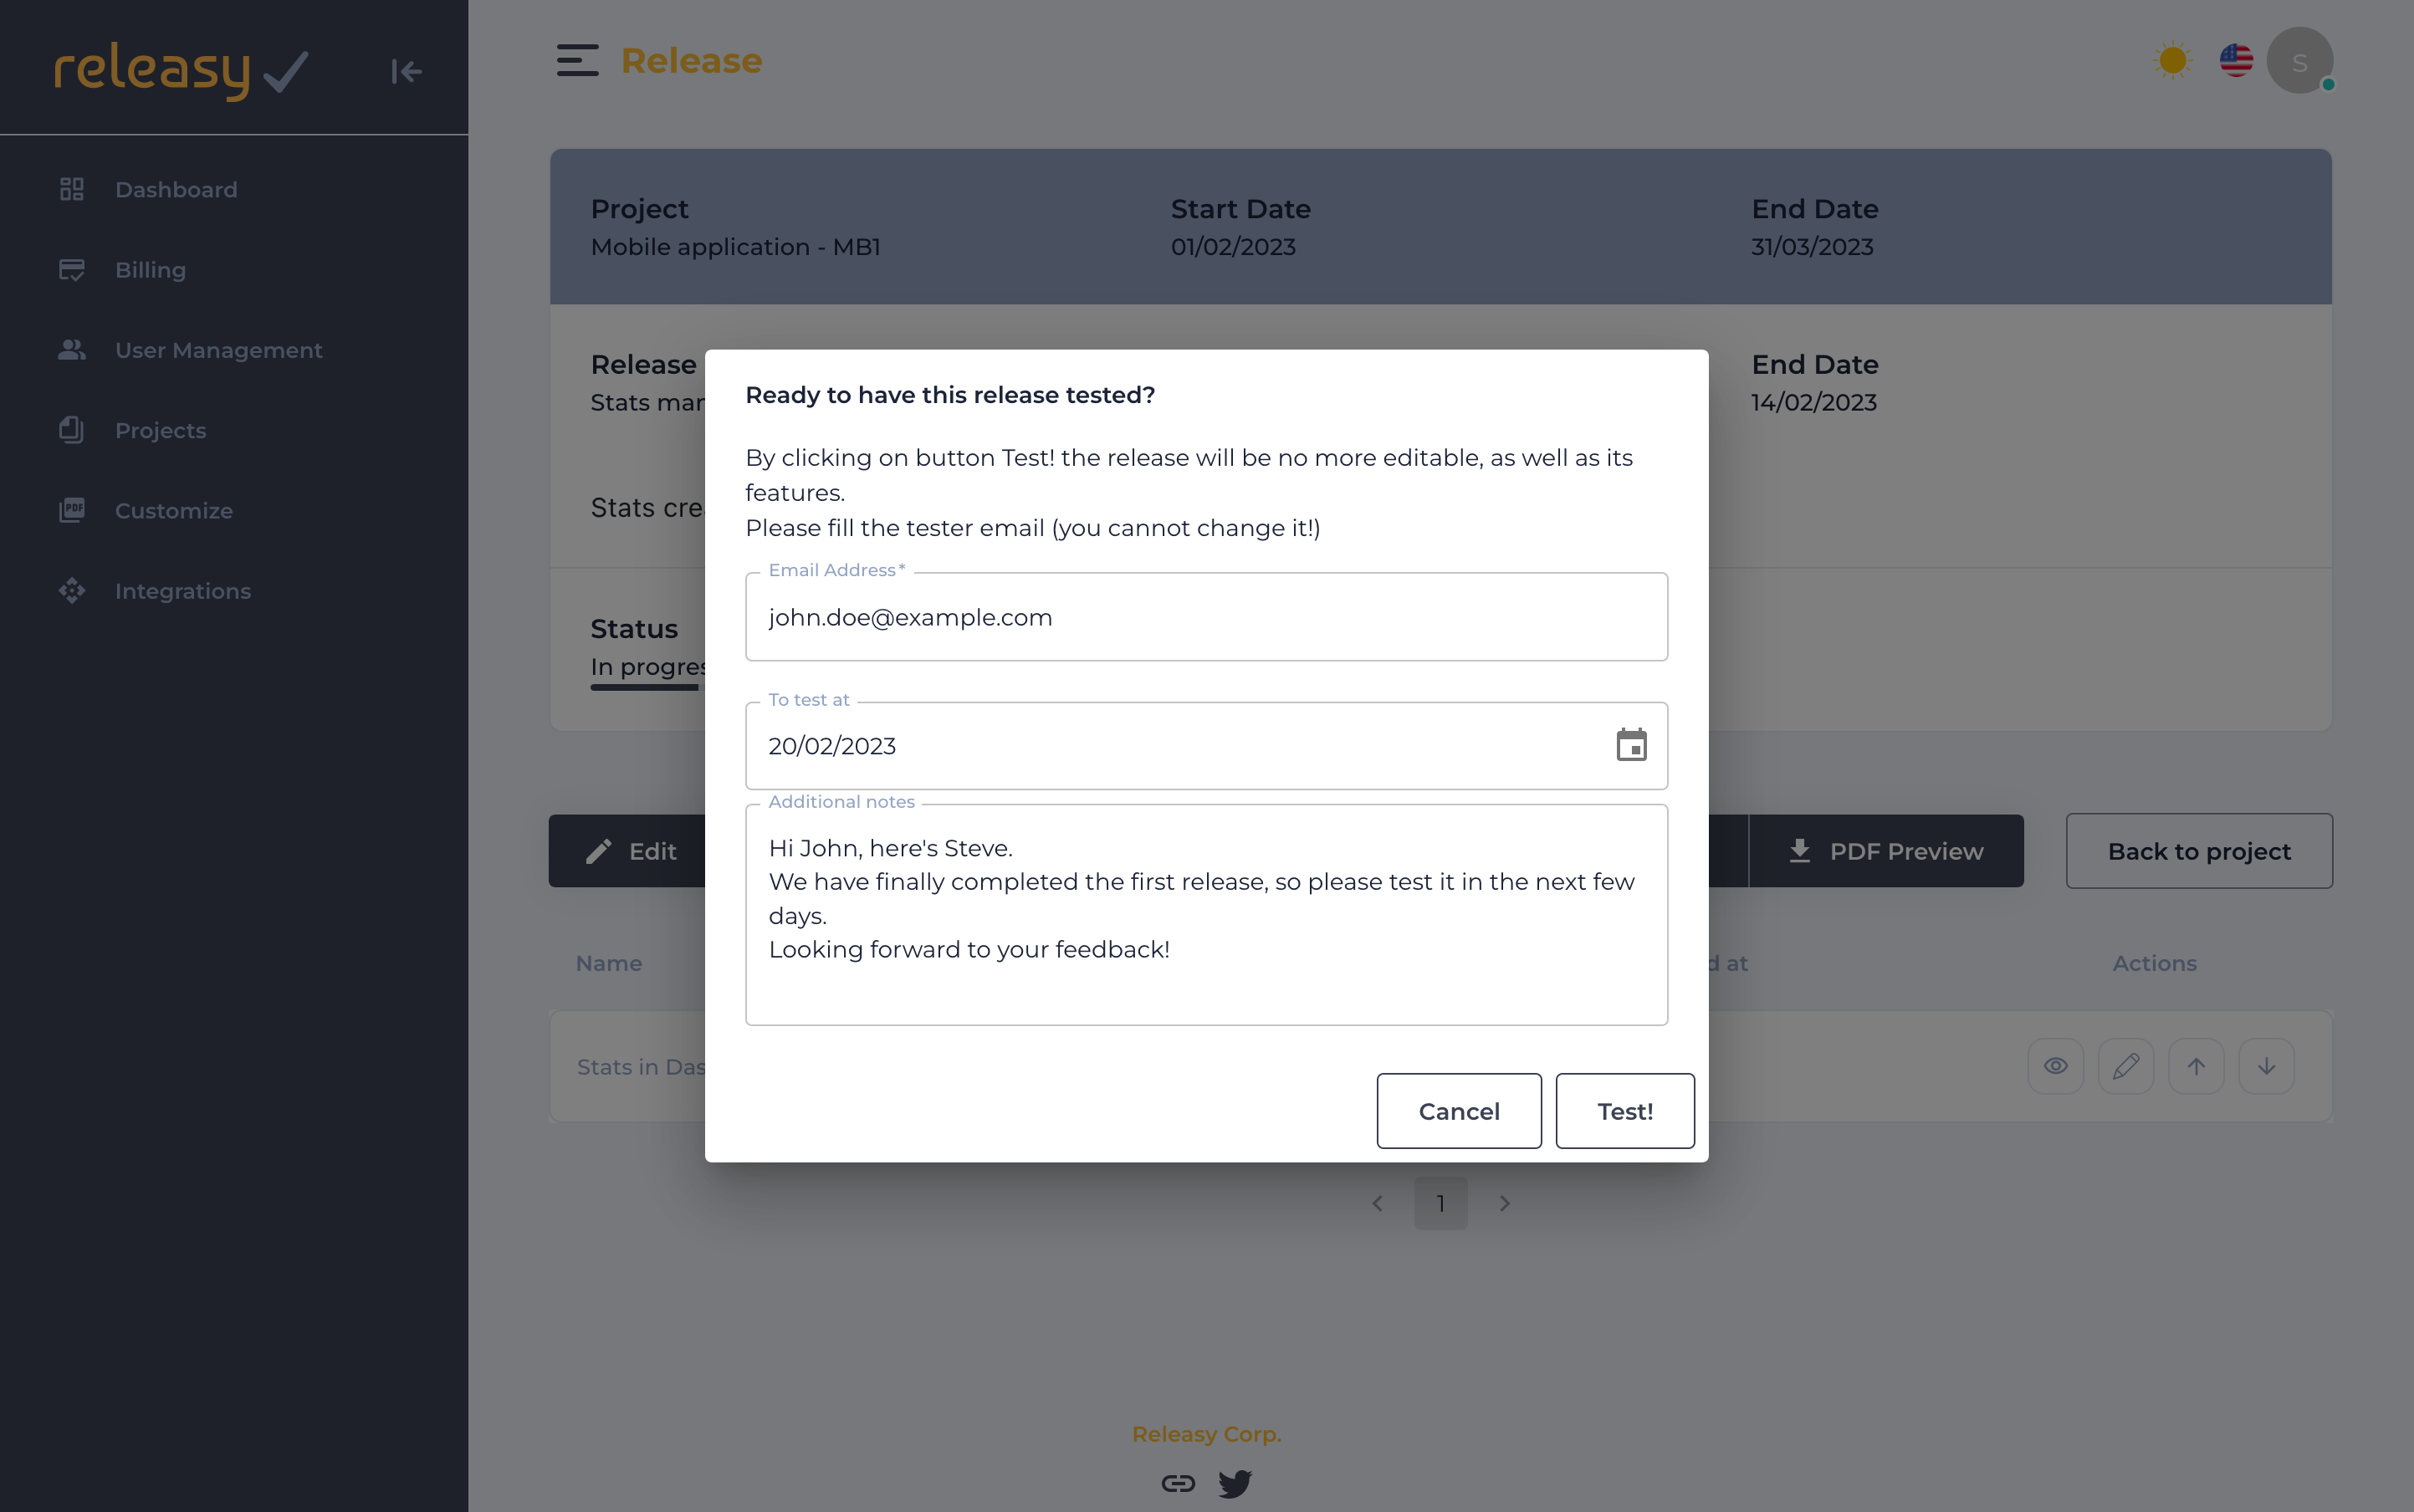 releasy
Release
S
Dashboard
Billing
User Management
Projects
PDF
Customize
Integrations
Project
Mobile application - MB1
Start Date
01/02/2023
End Date
31/03/2023
Release
Stats
End Date
14/02/2023
Stats
Status
In
Ready to have this release tested?
By clicking on button Test! the release will be no more editable, as well as its
features.
Please fill the tester email (you cannot change it!)
Email Address*
john.doe@example.com
To test at
20/02/2023
Additional notes
Hi John, here's Steve.
We have finally completed the first release, so please test it in the next few
days.
Looking forward to your feedback!
Cancel
Test!
Edit
PDF Preview
Back to project
Name
at
Actions
Stats in
1
Releasy Corp.